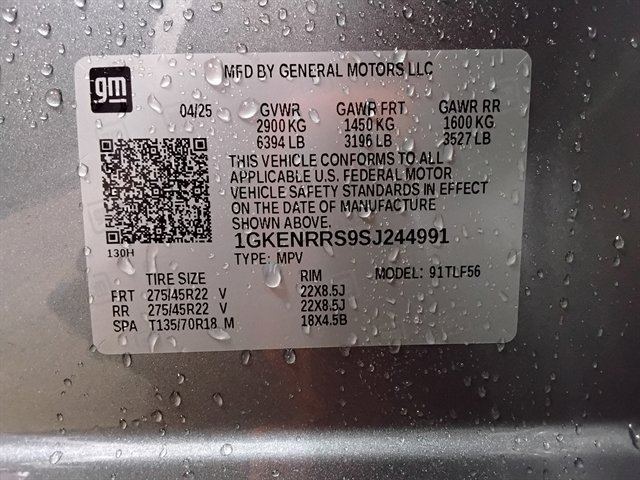 gm
MFD BY GENERAL MOTORS LLC
04/25 GVWR GAWR FRT GAWR RR
2900 KG 1450 KG 1600 KG
6394 LB 3196 LB 3527 LB
THIS VEHICLE CONFORMS TO ALL
APPLICABLE U.S. FEDERAL MOTOR
VEHICLE SAFETY STANDARDS IN EFFECT
ON THE DATE OF MANUFACTURE
SHOWN ABOVE.
130H
1GKENRRS9SJ244991
TYPE: MPV
TIRE SIZE RIM MODEL: 91TLF56
FRT 275/45R22 V 22X8.5J
RR 275/45R22 V 22X8.5J
SPA T135/70R18 M 18X4.5B